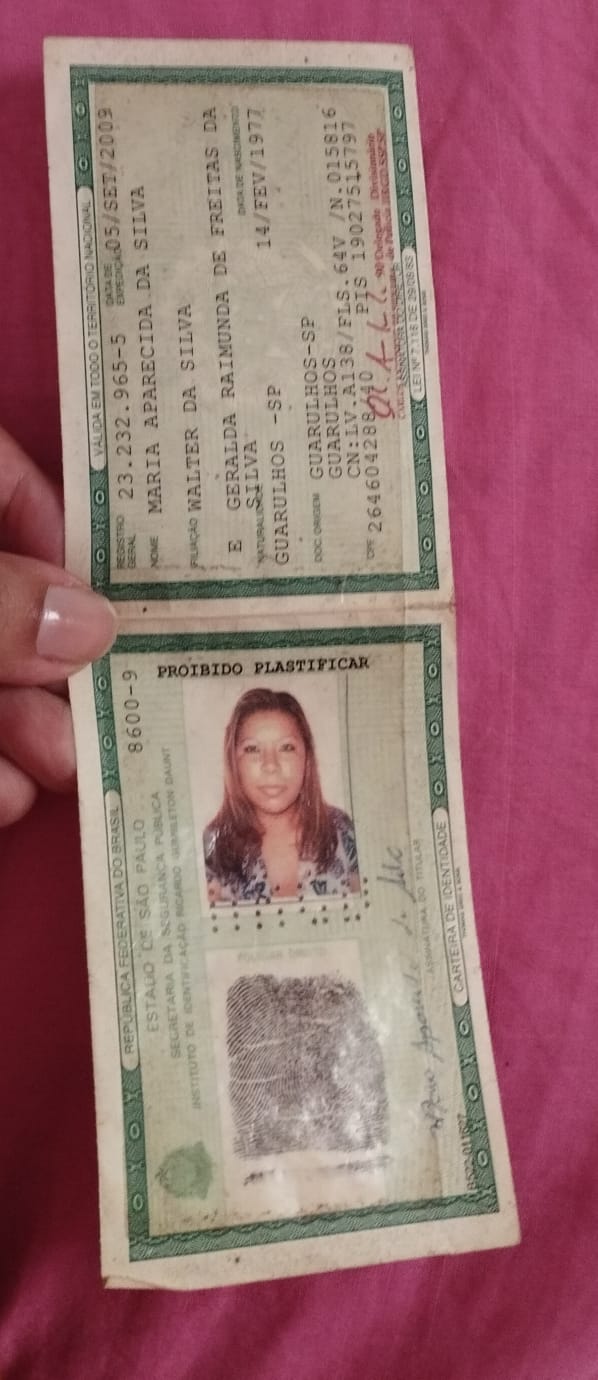 VÁLIDA EM TODO O TERRITÓRIO NACIONAL
REGISTRO GERAL 23.232.965-5 DATA DE EXPEDIÇÃO 05/SET/2009
NOME MARIA APARECIDA DA SILVA
FILIAÇÃO WALTER DA SILVA
E GERALDA RAIMUNDA DE FREITAS DA
SILVA
NATURALIDADE DATA DE NASCIMENTO
GUARULHOS -SP 14/FEV/1977
DOC. ORIGEM GUARULHOS-SP
GUARULHOS
CN:LV.A138/FLS.64V /N.015816
CPF 264604288/40 PIS 19027515797
Delegado Divisionário
de Polícia
LEI Nº 7.116 DE 29/08/83
REPÚBLICA FEDERATIVA DO BRASIL
ESTADO DE SÃO PAULO 8600-9
SECRETARIA DA SEGURANÇA PÚBLICA
INSTITUTO DE IDENTIFICAÇÃO RICARDO GUMBLETON DAUNT
PROIBIDO PLASTIFICAR
POLEGAR DIREITO
Maria Aparecida da Silva
ASSINATURA DO TITULAR
CARTEIRA DE IDENTIDADE